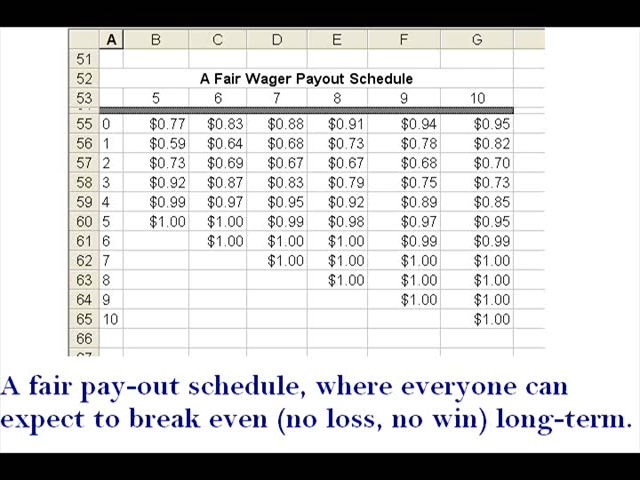 A B C D E F G
51
52 A Fair Wager Payout Schedule
53 5 6 7 8 9 10
55 0 $0.77 $0.83 $0.88 $0.91 $0.94 $0.95
56 1 $0.59 $0.64 $0.68 $0.73 $0.78 $0.82
57 2 $0.73 $0.69 $0.67 $0.67 $0.68 $0.70
58 3 $0.92 $0.87 $0.83 $0.79 $0.75 $0.73
59 4 $0.99 $0.97 $0.95 $0.92 $0.89 $0.85
60 5 $1.00 $1.00 $0.99 $0.98 $0.97 $0.95
61 6 $1.00 $1.00 $1.00 $0.99 $0.99
62 7 $1.00 $1.00 $1.00 $1.00
63 8 $1.00 $1.00 $1.00
64 9 $1.00 $1.00
65 10 $1.00
66
A fair pay-out schedule, where everyone can
expect to break even (no loss, no win) long-term.